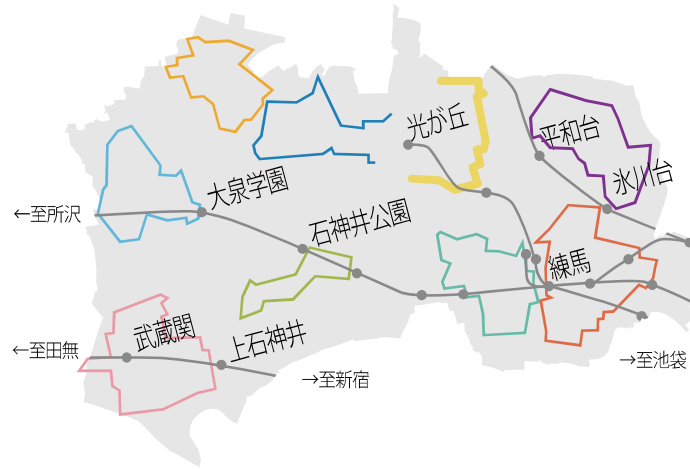 光が丘
平和台
氷川台
大泉学園
←至所沢
石神井公園
練馬
武蔵関
上石神井
←至田無
→至新宿
→至池袋